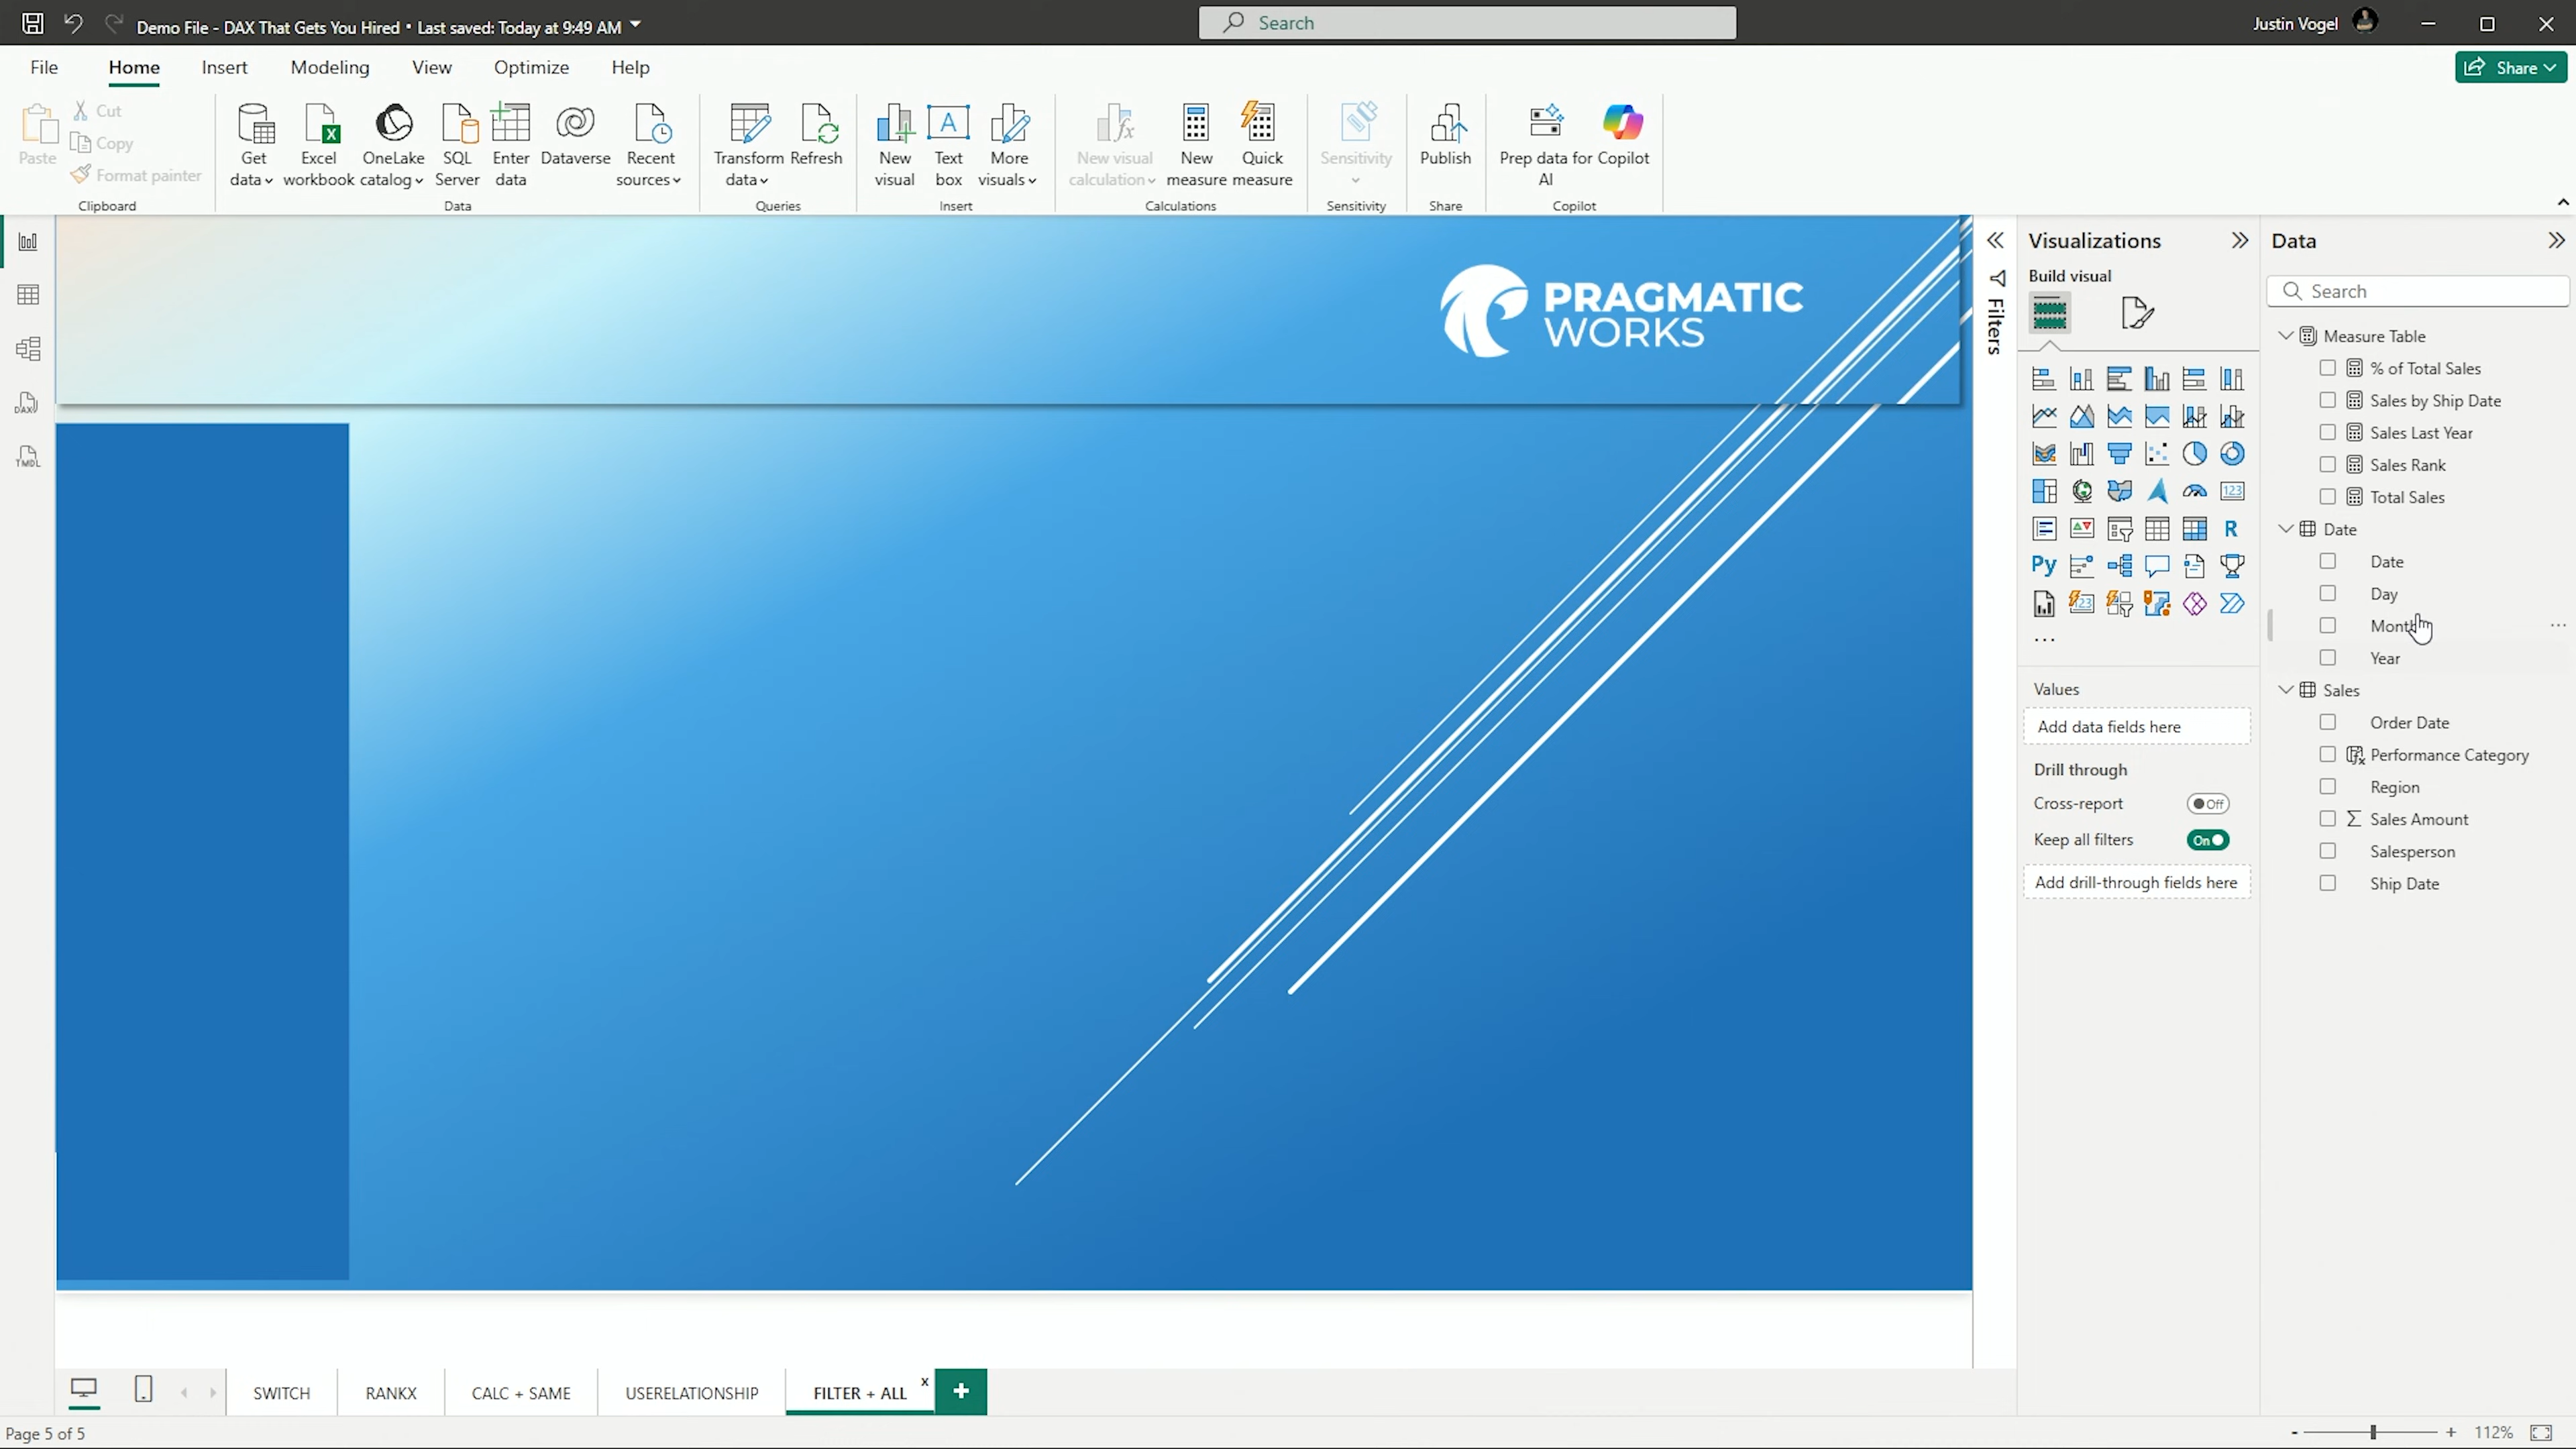 Demo File - DAX That Gets You Hired • Last saved: Today at 9:49 AM
Search
Justin Vogel
File
Home
Insert
Modeling
View
Optimize
Help
Share
Paste
Cut
Copy
Format painter
Clipboard
Get data
Excel workbook
OneLake catalog
SQL Server
Enter data
Dataverse
Recent sources
Data
Transform data
Refresh
Queries
New visual
Text box
More visuals
Insert
New visual calculation
New measure
Quick measure
Calculations
Sensitivity
Sensitivity
Publish
Share
Prep data for AI
Copilot
Copilot
DAX
TMDL
PRAGMATIC
WORKS
Filters
Visualizations
Build visual
123
R
Py
123
Values
Add data fields here
Drill through
Cross-report
Off
Keep all filters
On
Add drill-through fields here
Data
Search
Measure Table
% of Total Sales
Sales by Ship Date
Sales Last Year
Sales Rank
Total Sales
Date
Date
Day
Month
Year
Sales
Order Date
Performance Category
Region
Sales Amount
Salesperson
Ship Date
SWITCH
RANKX
CALC + SAME
USERELATIONSHIP
FILTER + ALL
x
Page 5 of 5
112%